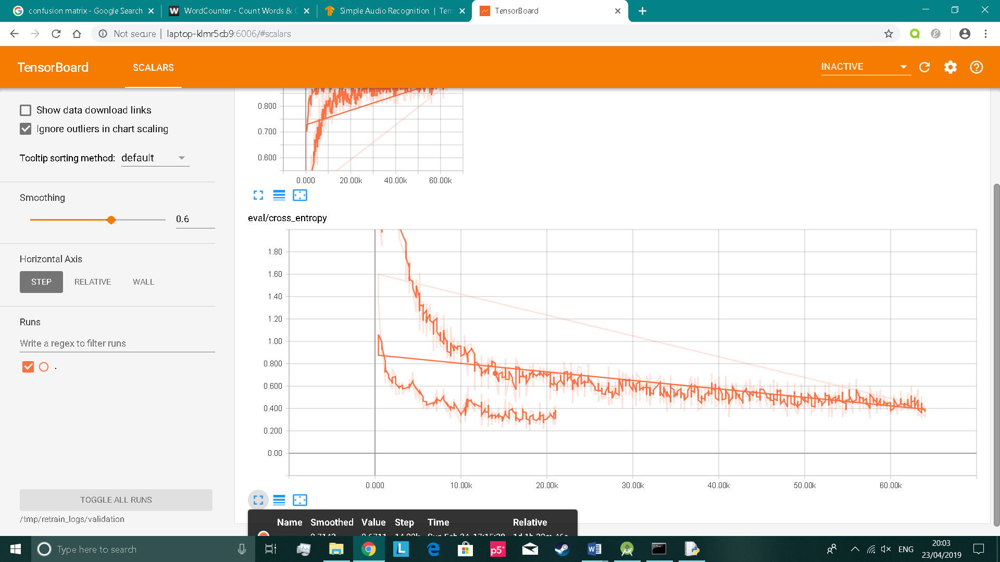 confusion matrix - Google Search
WordCounter - Count Words &
Simple Audio Recognition | Ten
TensorBoard
Not secure | laptop-klmr5cb9:6006/#scalars
TensorBoard
SCALARS
INACTIVE
Show data download links
Ignore outliers in chart scaling
Tooltip sorting method: default
Smoothing
0.6
Horizontal Axis
STEP RELATIVE WALL
Runs
Write a regex to filter runs
.
TOGGLE ALL RUNS
/tmp/retrain_logs/validation
0.800
0.700
0.600
0.000 20.00k 40.00k 60.00k
eval/cross_entropy
1.80
1.60
1.40
1.20
1.00
0.800
0.600
0.400
0.200
0.00
0.000 10.00k 20.00k 30.00k 40.00k 50.00k 60.00k
Name Smoothed Value Step Time Relative
Type here to search
L
p5*
ENG
20:03
23/04/2019